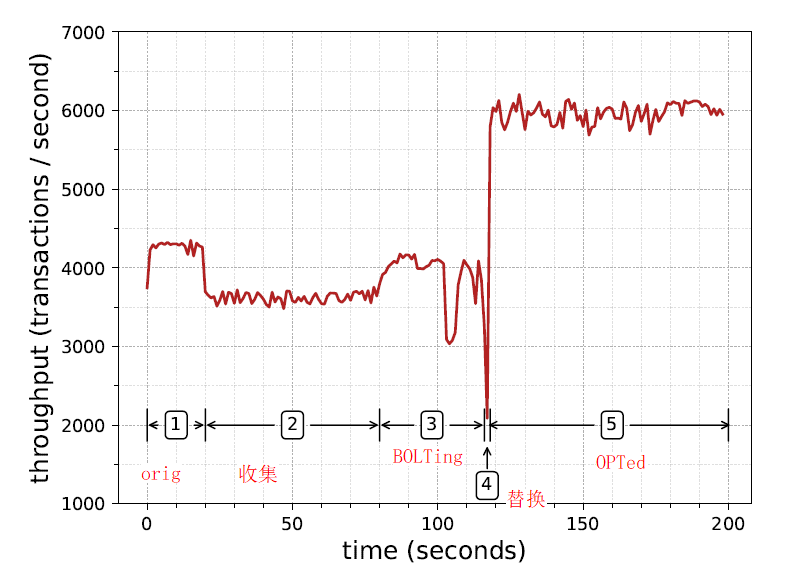 7000
6000
5000
4000
3000
2000
1000
throughput (transactions / second)
1
2
3
5
orig
收集
BOLTing
OPTed
4
替换
0
50
100
150
200
time (seconds)